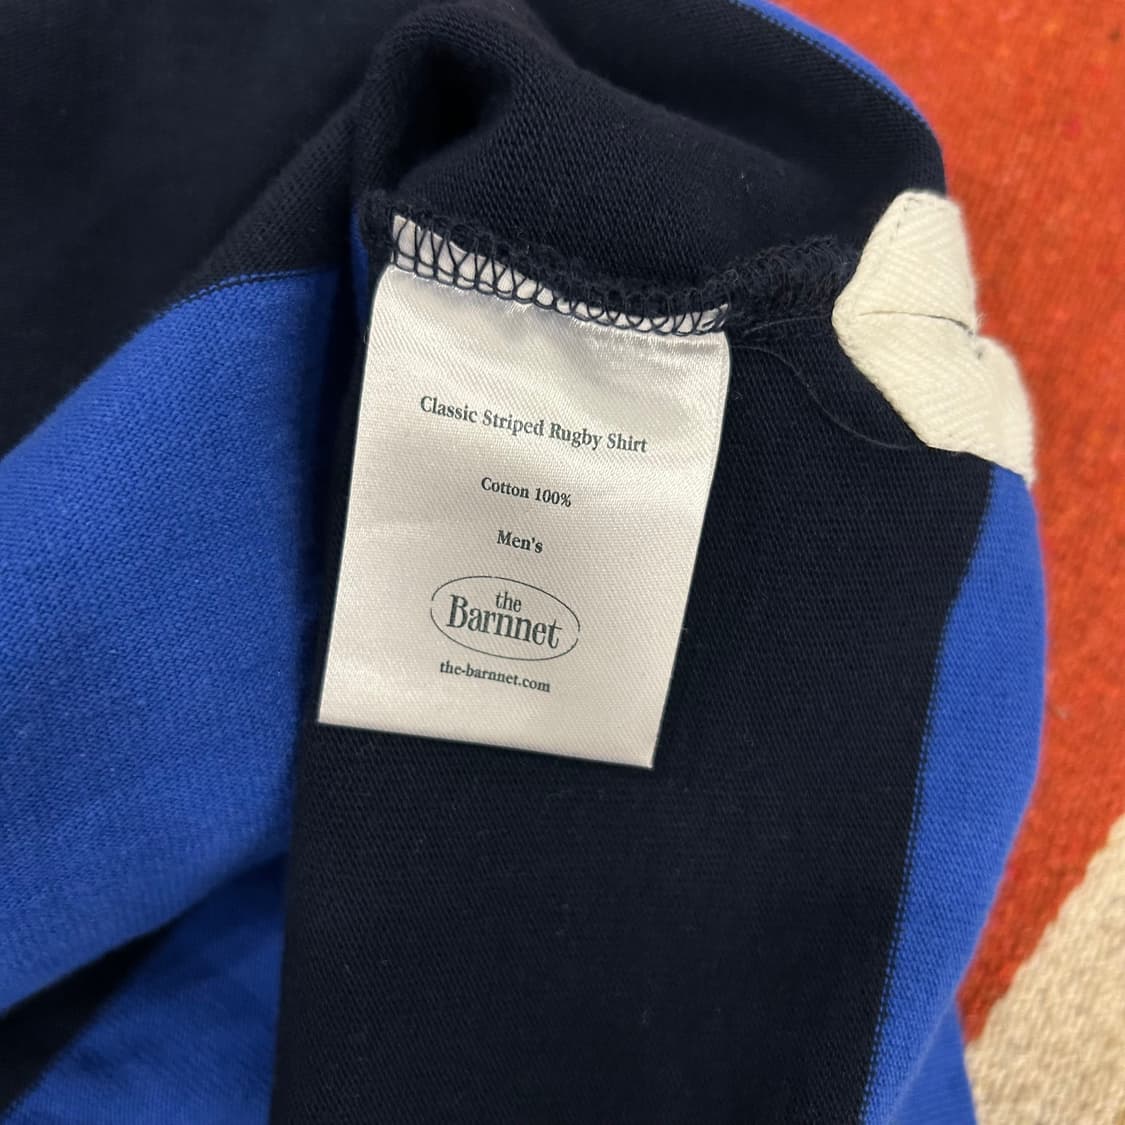 Classic Striped Rugby Shirt
Cotton 100%
Men's
the
Barnnet
the-barnnet.com